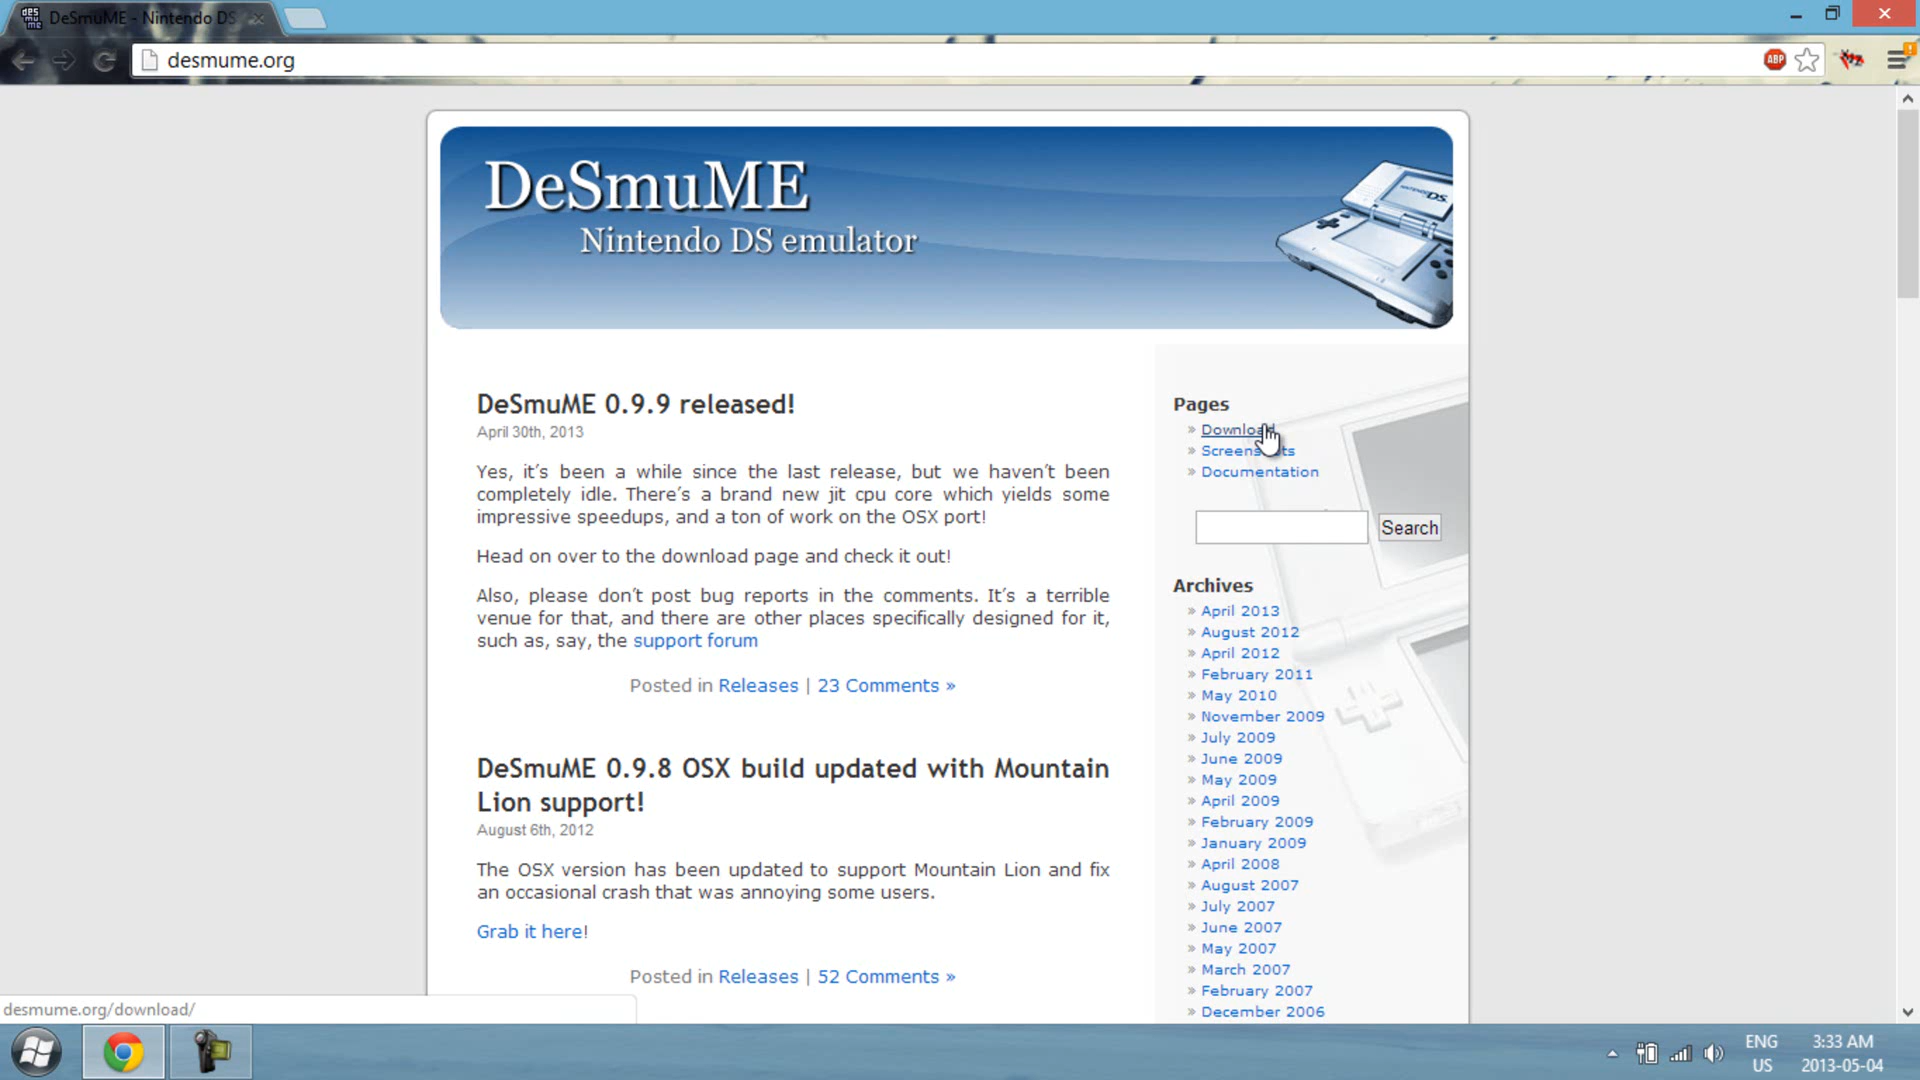 DeSmuME - Nintendo DS
desmume.org
ABP
DeSmuME
Nintendo DS emulator
NINTENDO DS
DeSmuME 0.9.9 released!
April 30th, 2013
Yes, it's been a while since the last release, but we haven't been
completely idle. There's a brand new jit cpu core which yields some
impressive speedups, and a ton of work on the OSX port!
Head on over to the download page and check it out!
Also, please don't post bug reports in the comments. It's a terrible
venue for that, and there are other places specifically designed for it,
such as, say, the support forum
Posted in Releases | 23 Comments »
DeSmuME 0.9.8 OSX build updated with Mountain
Lion support!
August 6th, 2012
The OSX version has been updated to support Mountain Lion and fix
an occasional crash that was annoying some users.
Grab it here!
Posted in Releases | 52 Comments »
Pages
» Download
» Screenshots
» Documentation
Search
Archives
» April 2013
» August 2012
» April 2012
» February 2011
» May 2010
» November 2009
» July 2009
» June 2009
» May 2009
» April 2009
» February 2009
» January 2009
» April 2008
» August 2007
» July 2007
» June 2007
» May 2007
» March 2007
» February 2007
» December 2006
desmume.org/download/
ENG
US
3:33 AM
2013-05-04